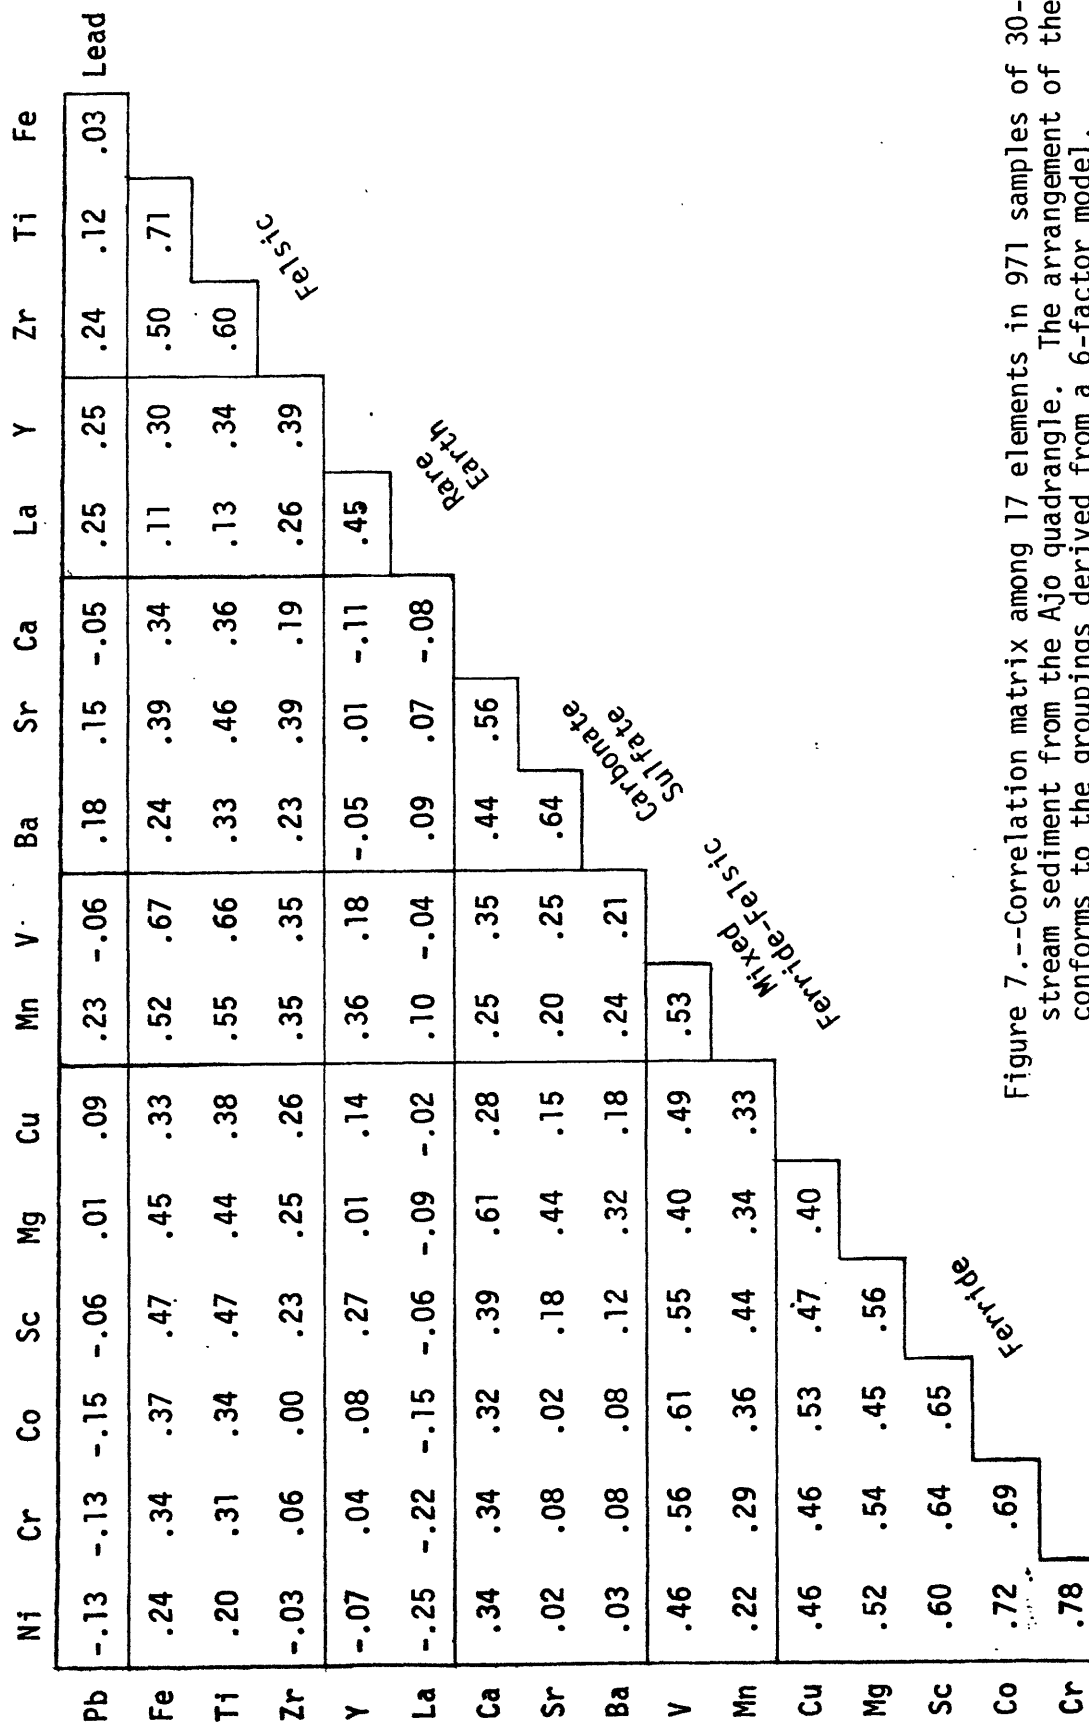 Ni Cr Co Sc Mg Cu Mn V Ba Sr Ca La Y Zr Ti Fe
Pb -.13 -.13 -.15 -.06 .01 .09 .23 -.06 .18 .15 -.05 .25 .25 .24 .12 .03 Lead
Fe .24 .34 .37 .47 .45 .33 .52 .67 .24 .39 .34 .11 .30 .50 .71
Ti .20 .31 .34 .47 .44 .38 .55 .66 .33 .46 .36 .13 .34 .60
Zr -.03 .06 .00 .23 .25 .26 .35 .35 .23 .39 .19 .26 .39
Felsic
Y -.07 .04 .08 .27 .01 .14 .36 .18 -.05 .01 -.11 .45
La -.25 -.22 -.15 -.06 -.09 -.02 .10 -.04 .09 .07 -.08
Rare
Earth
Ca .34 .34 .32 .39 .61 .28 .25 .35 .44 .56
Sr .02 .08 .02 .18 .44 .15 .20 .25 .64
Ba .03 .08 .08 .12 .32 .18 .24 .21
Carbonate
Sulfate
V .46 .56 .61 .55 .40 .49 .53
Mn .22 .29 .36 .44 .34 .33
Mixed
Ferride-Felsic
Cu .46 .46 .53 .47 .40
Mg .52 .54 .45 .56
Sc .60 .64 .65
Co .72 .69
Cr .78
Ferride
Figure 7.--Correlation matrix among 17 elements in 971 samples of 30-
stream sediment from the Ajo quadrangle. The arrangement of the
conforms to the groupings derived from a 6-factor model.